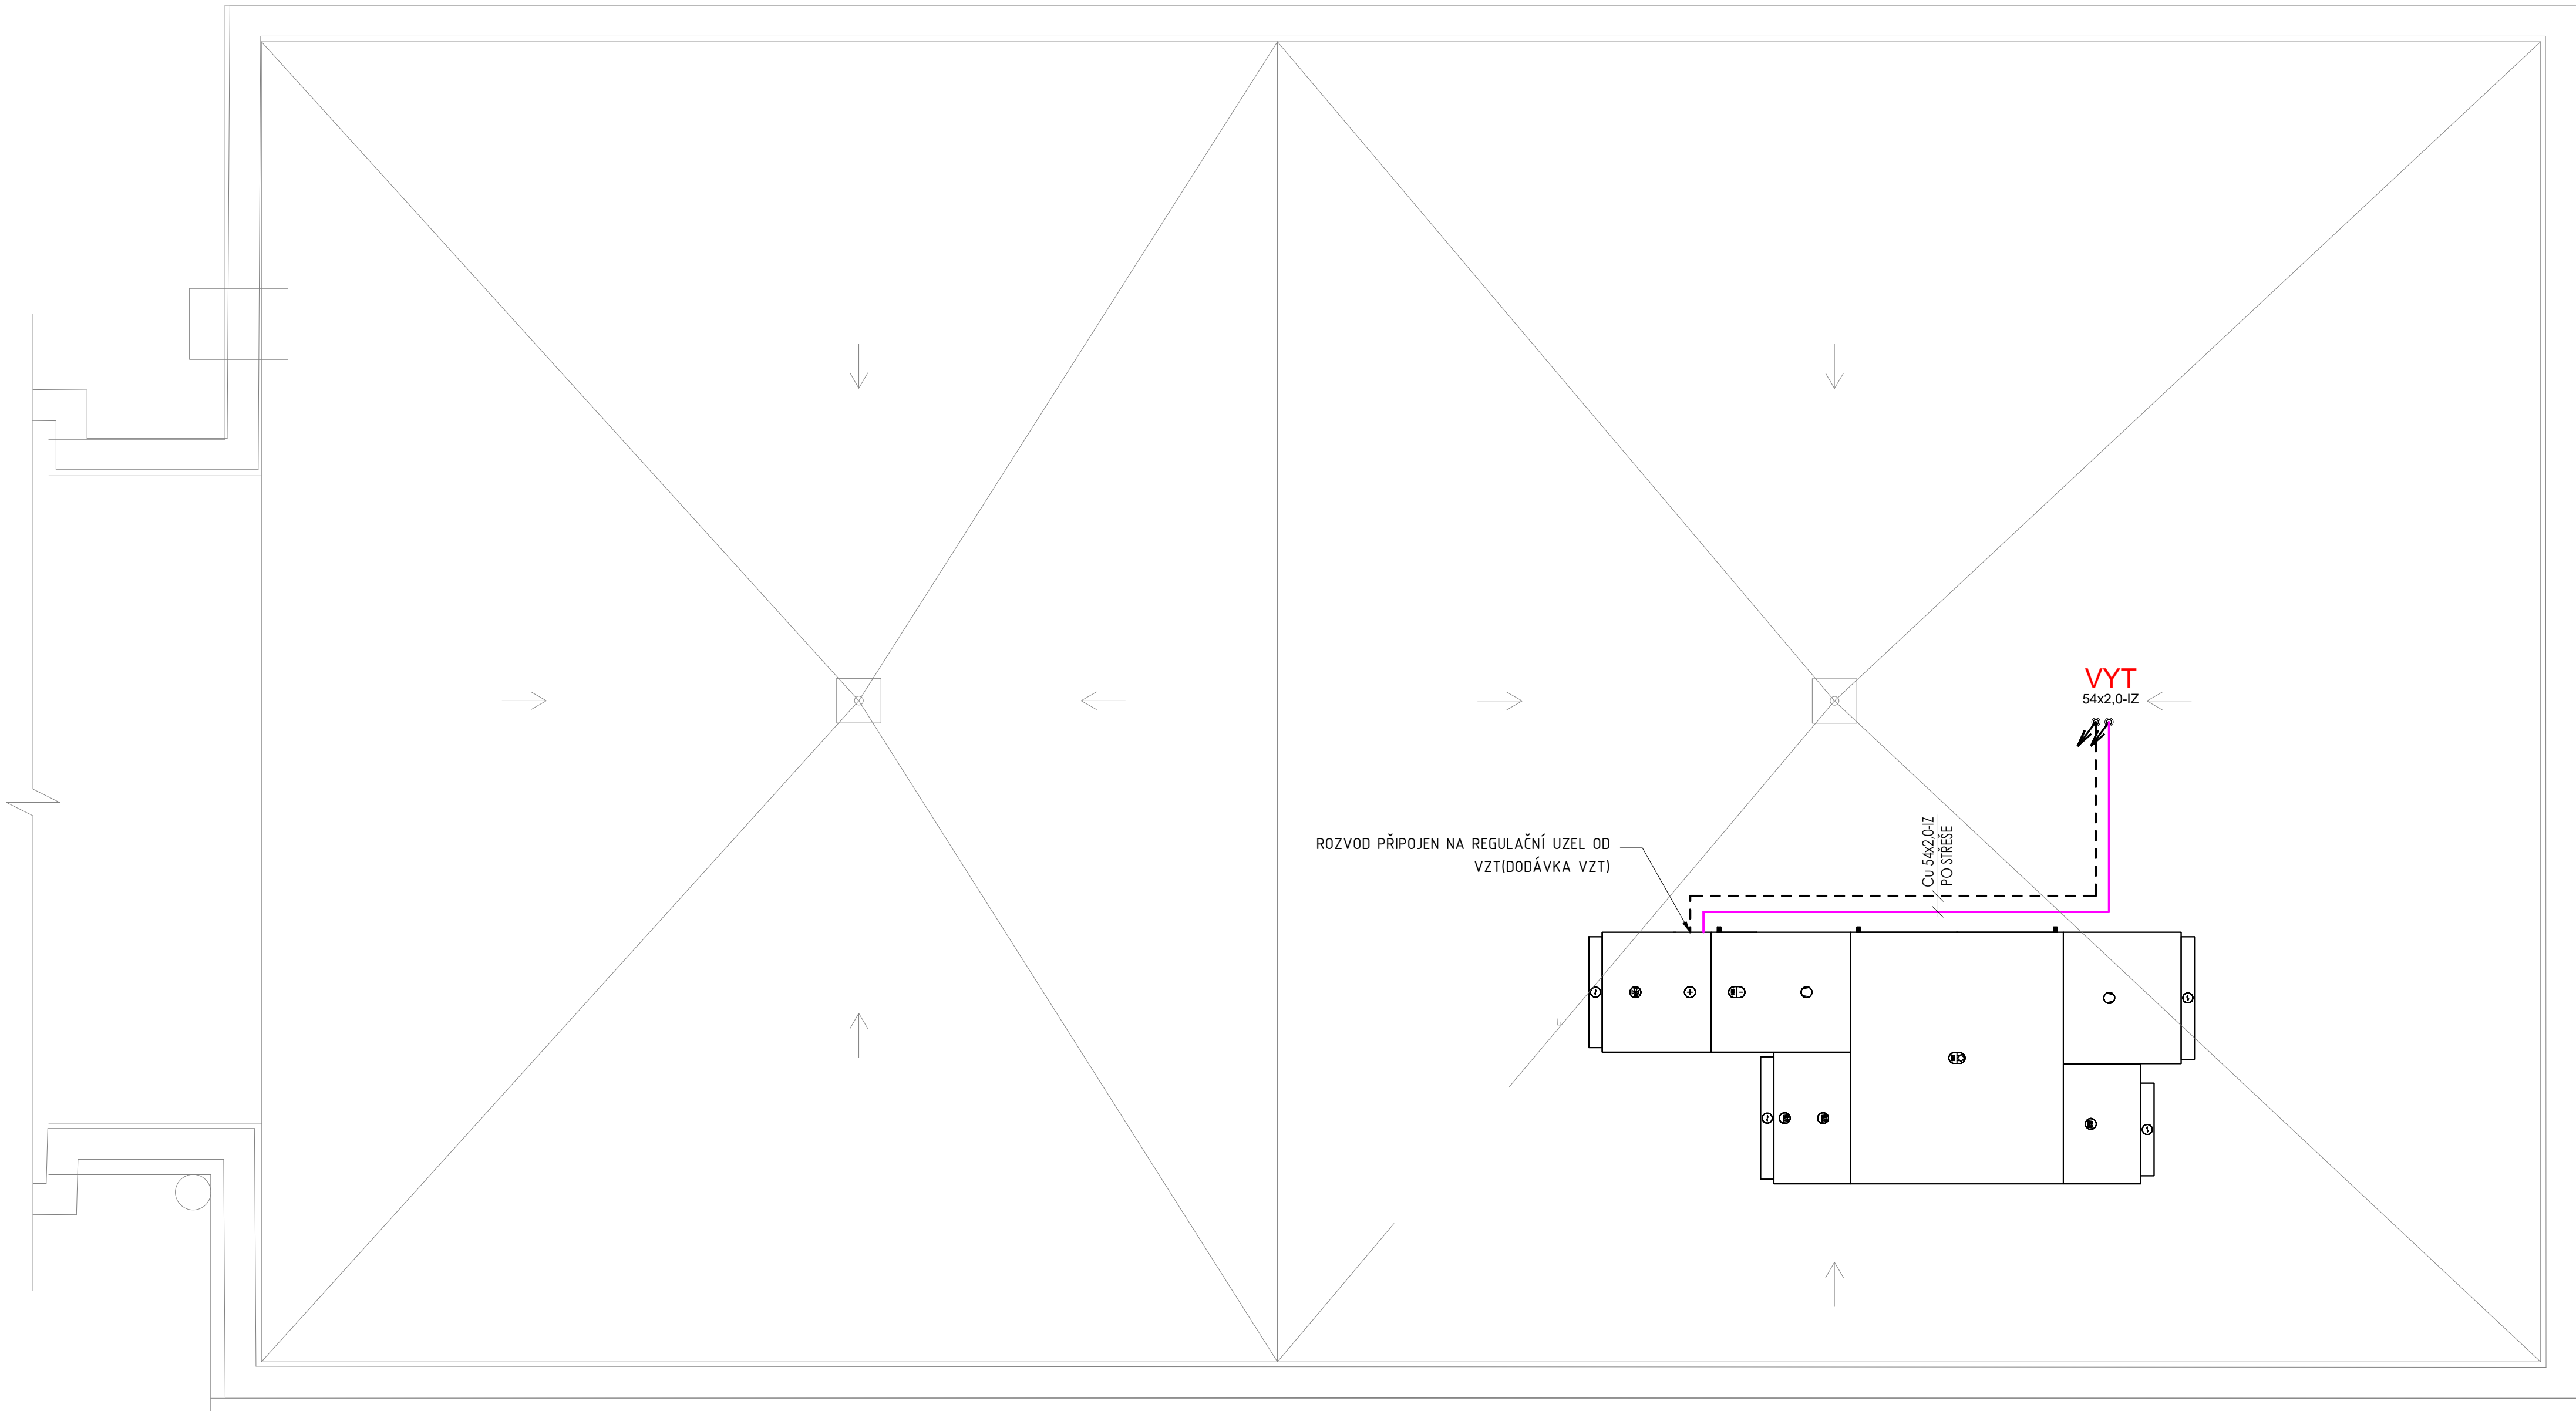 VYT
54x2,0-IZ
ROZVOD PŘIPOJEN NA REGULAČNÍ UZEL OD
VZT(DODÁVKA VZT)
Cu 54x2,0-IZ
PO STŘEŠE